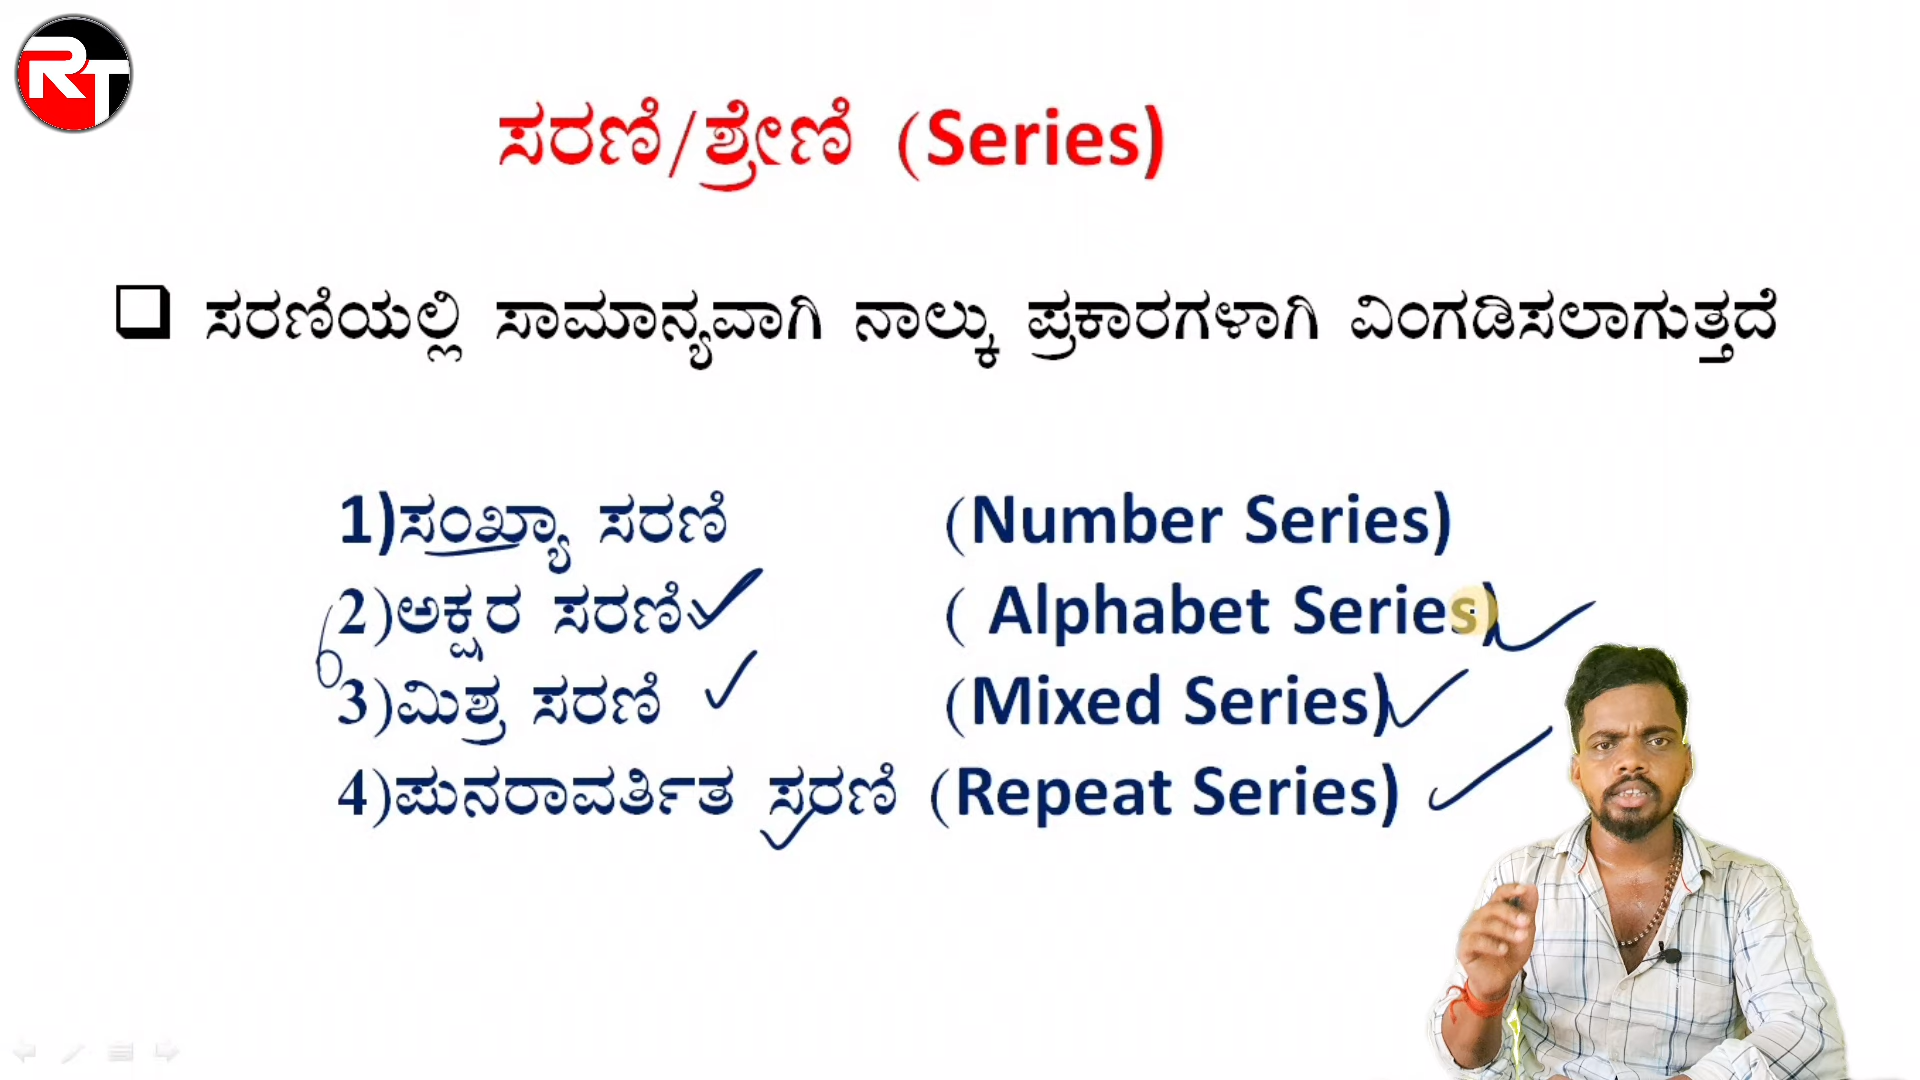 RT
ಸರಣಿ/ಶ್ರೇಣಿ (Series)
❑ ಸರಣಿಯಲ್ಲಿ ಸಾಮಾನ್ಯವಾಗಿ ನಾಲ್ಕು ಪ್ರಕಾರಗಳಾಗಿ ವಿಂಗಡಿಸಲಾಗುತ್ತದೆ
1)ಸಂಖ್ಯಾ ಸರಣಿ (Number Series)
2)ಅಕ್ಷರ ಸರಣಿ ( Alphabet Series)
3)ಮಿಶ್ರ ಸರಣಿ (Mixed Series)
4)ಪುನರಾವರ್ತಿತ ಸರಣಿ (Repeat Series)